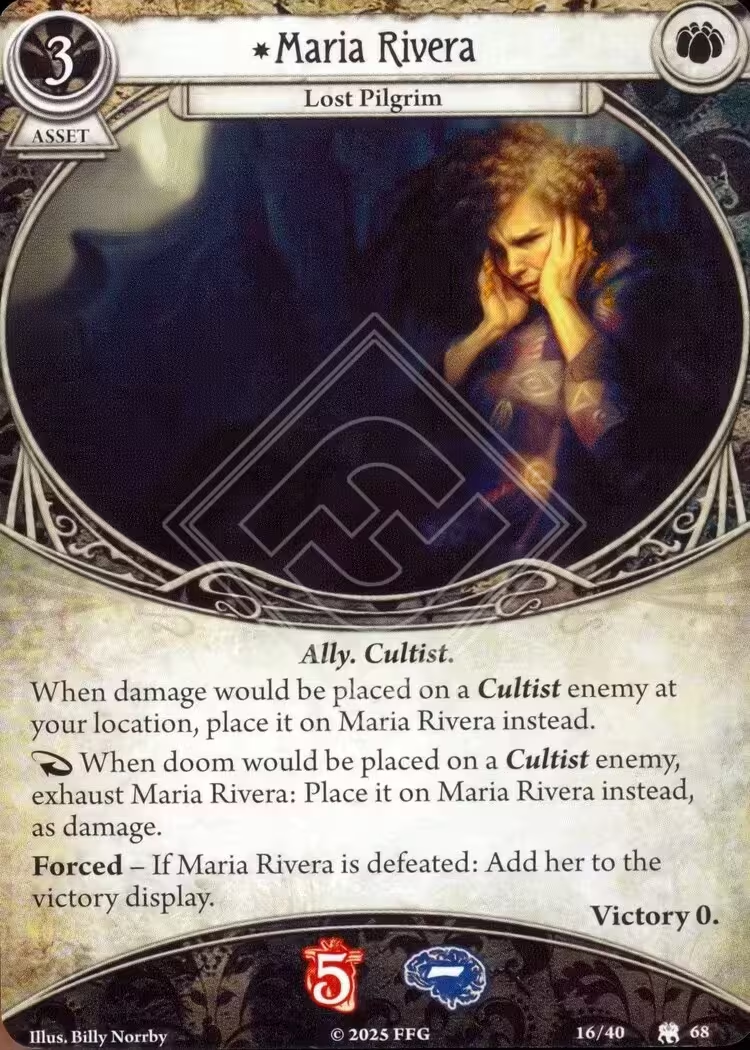 3
Maria Rivera
ASSET
Lost Pilgrim
Ally. Cultist.
When damage would be placed on a Cultist enemy at
your location, place it on Maria Rivera instead.
When doom would be placed on a Cultist enemy,
exhaust Maria Rivera: Place it on Maria Rivera instead,
as damage.
Forced – If Maria Rivera is defeated: Add her to the
victory display.
Victory 0.
5
–
Illus. Billy Norrby
© 2025 FFG
16/40
68